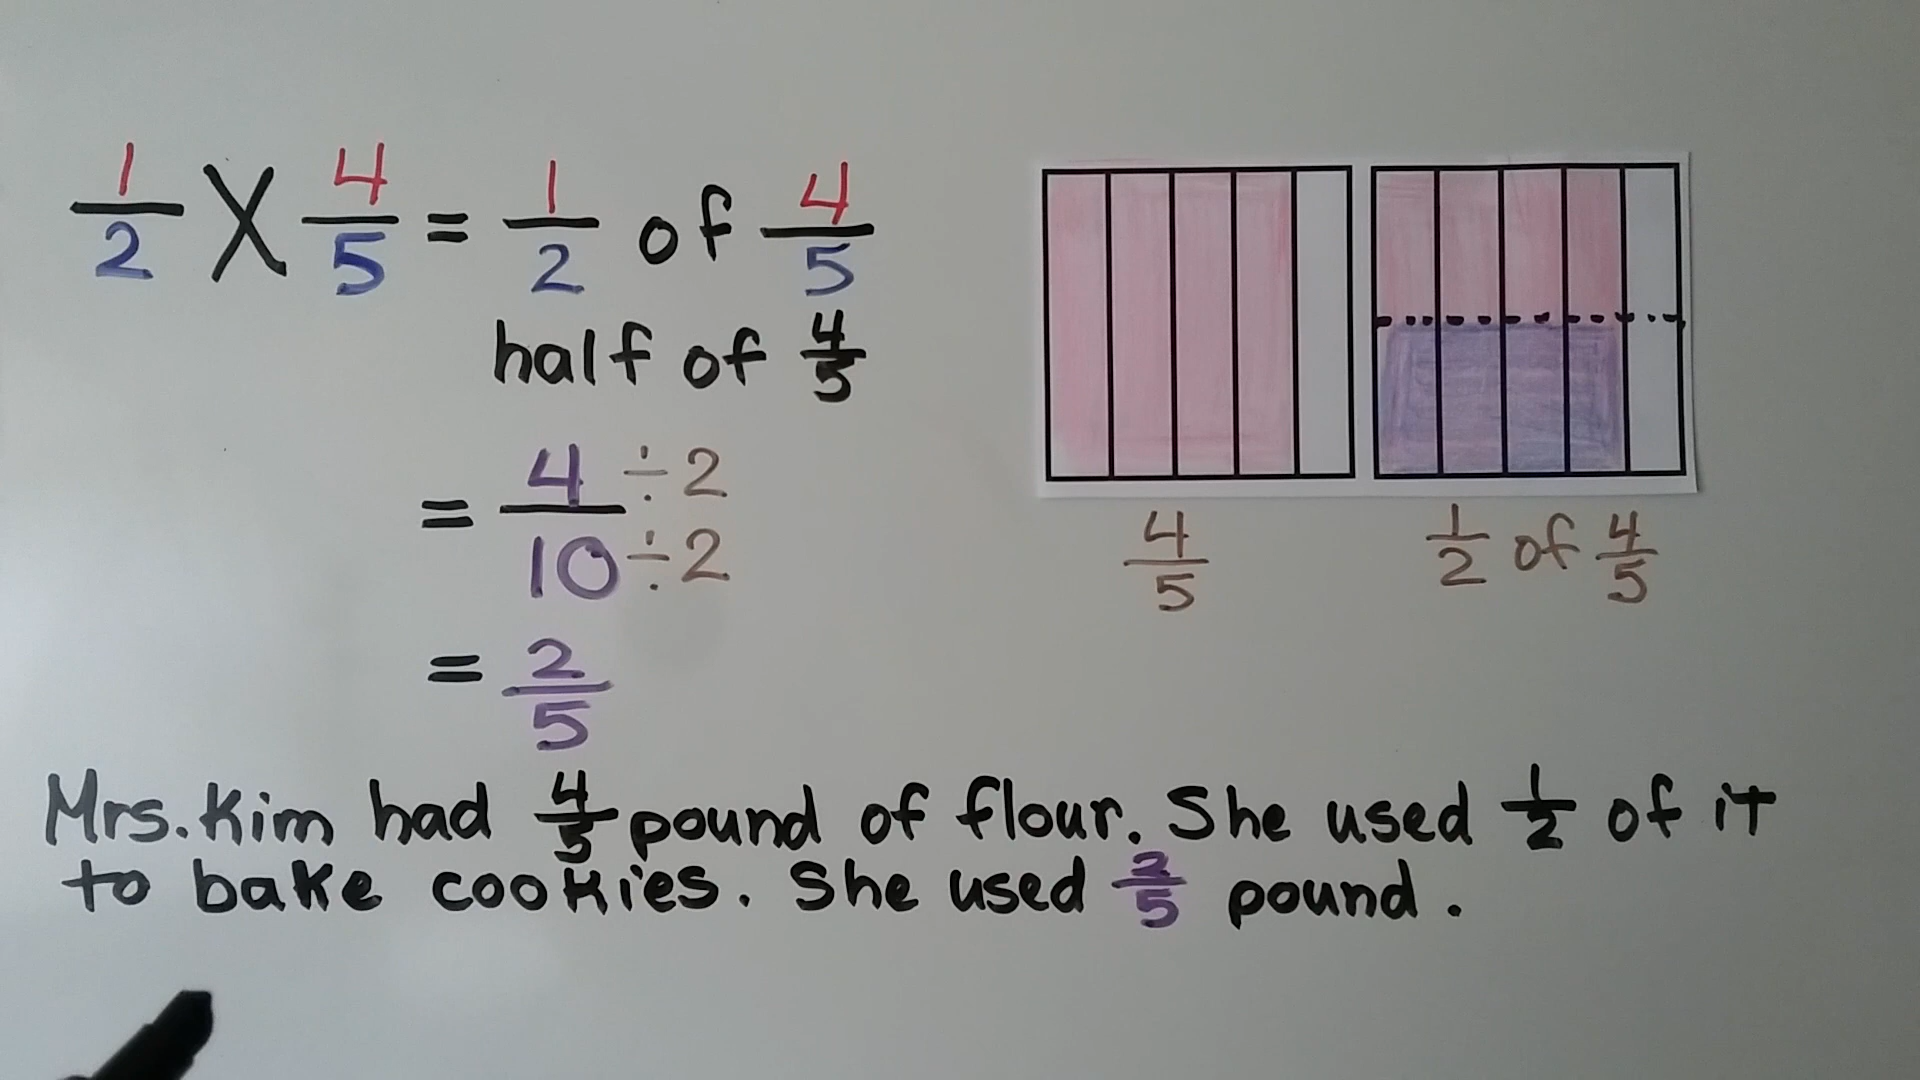 1/2 X 4/5 = 1/2 of 4/5
half of 4/5
= 4/10 ÷2 ÷2
= 2/5
4/5
1/2 of 4/5
Mrs. Kim had 4/5 pound of flour. She used 1/2 of it
to bake cookies. She used 2/5 pound.